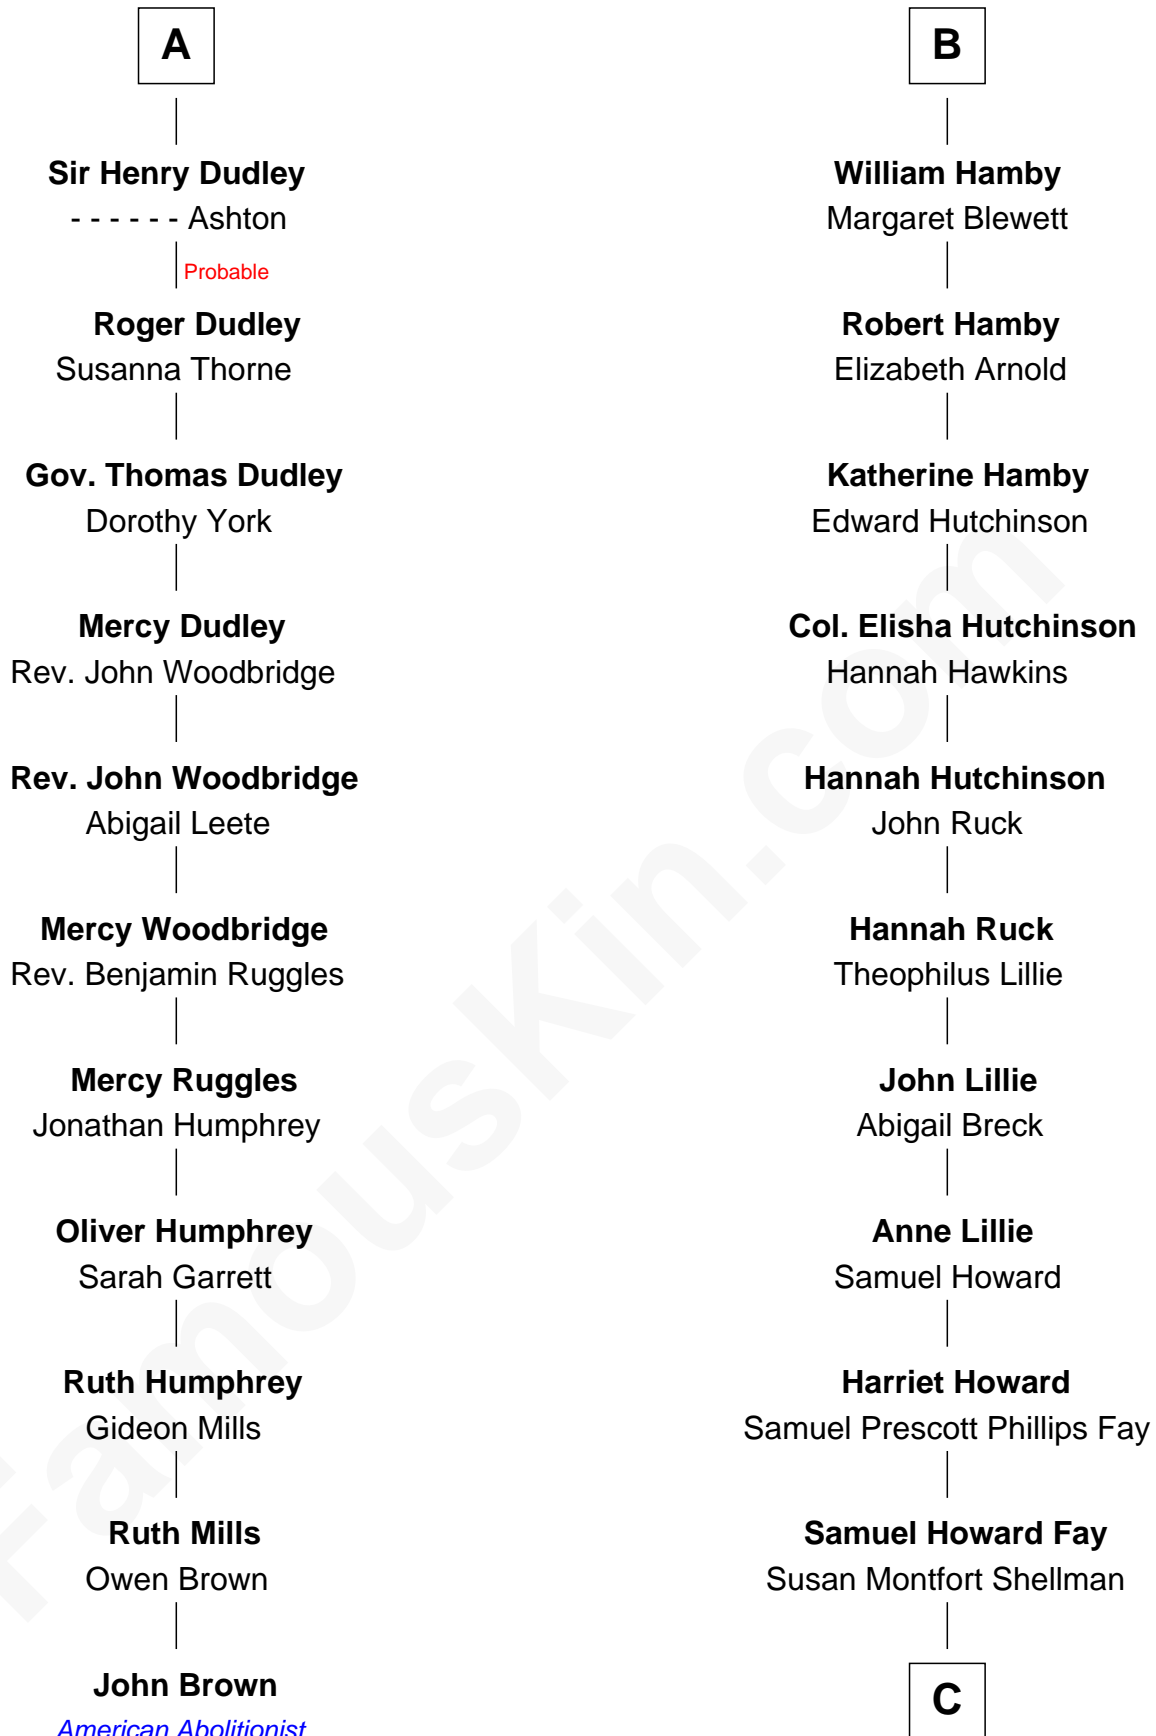 A
Sir Henry Dudley
- - - - - - Ashton
Probable
Roger Dudley
Susanna Thorne
Gov. Thomas Dudley
Dorothy York
Mercy Dudley
Rev. John Woodbridge
Rev. John Woodbridge
Abigail Leete
Mercy Woodbridge
Rev. Benjamin Ruggles
Mercy Ruggles
Jonathan Humphrey
Oliver Humphrey
Sarah Garrett
Ruth Humphrey
Gideon Mills
Ruth Mills
Owen Brown
John Brown
American Abolitionist
B
William Hamby
Margaret Blewett
Robert Hamby
Elizabeth Arnold
Katherine Hamby
Edward Hutchinson
Col. Elisha Hutchinson
Hannah Hawkins
Hannah Hutchinson
John Ruck
Hannah Ruck
Theophilus Lillie
John Lillie
Abigail Breck
Anne Lillie
Samuel Howard
Harriet Howard
Samuel Prescott Phillips Fay
Samuel Howard Fay
Susan Montfort Shellman
C
FamousKin.com